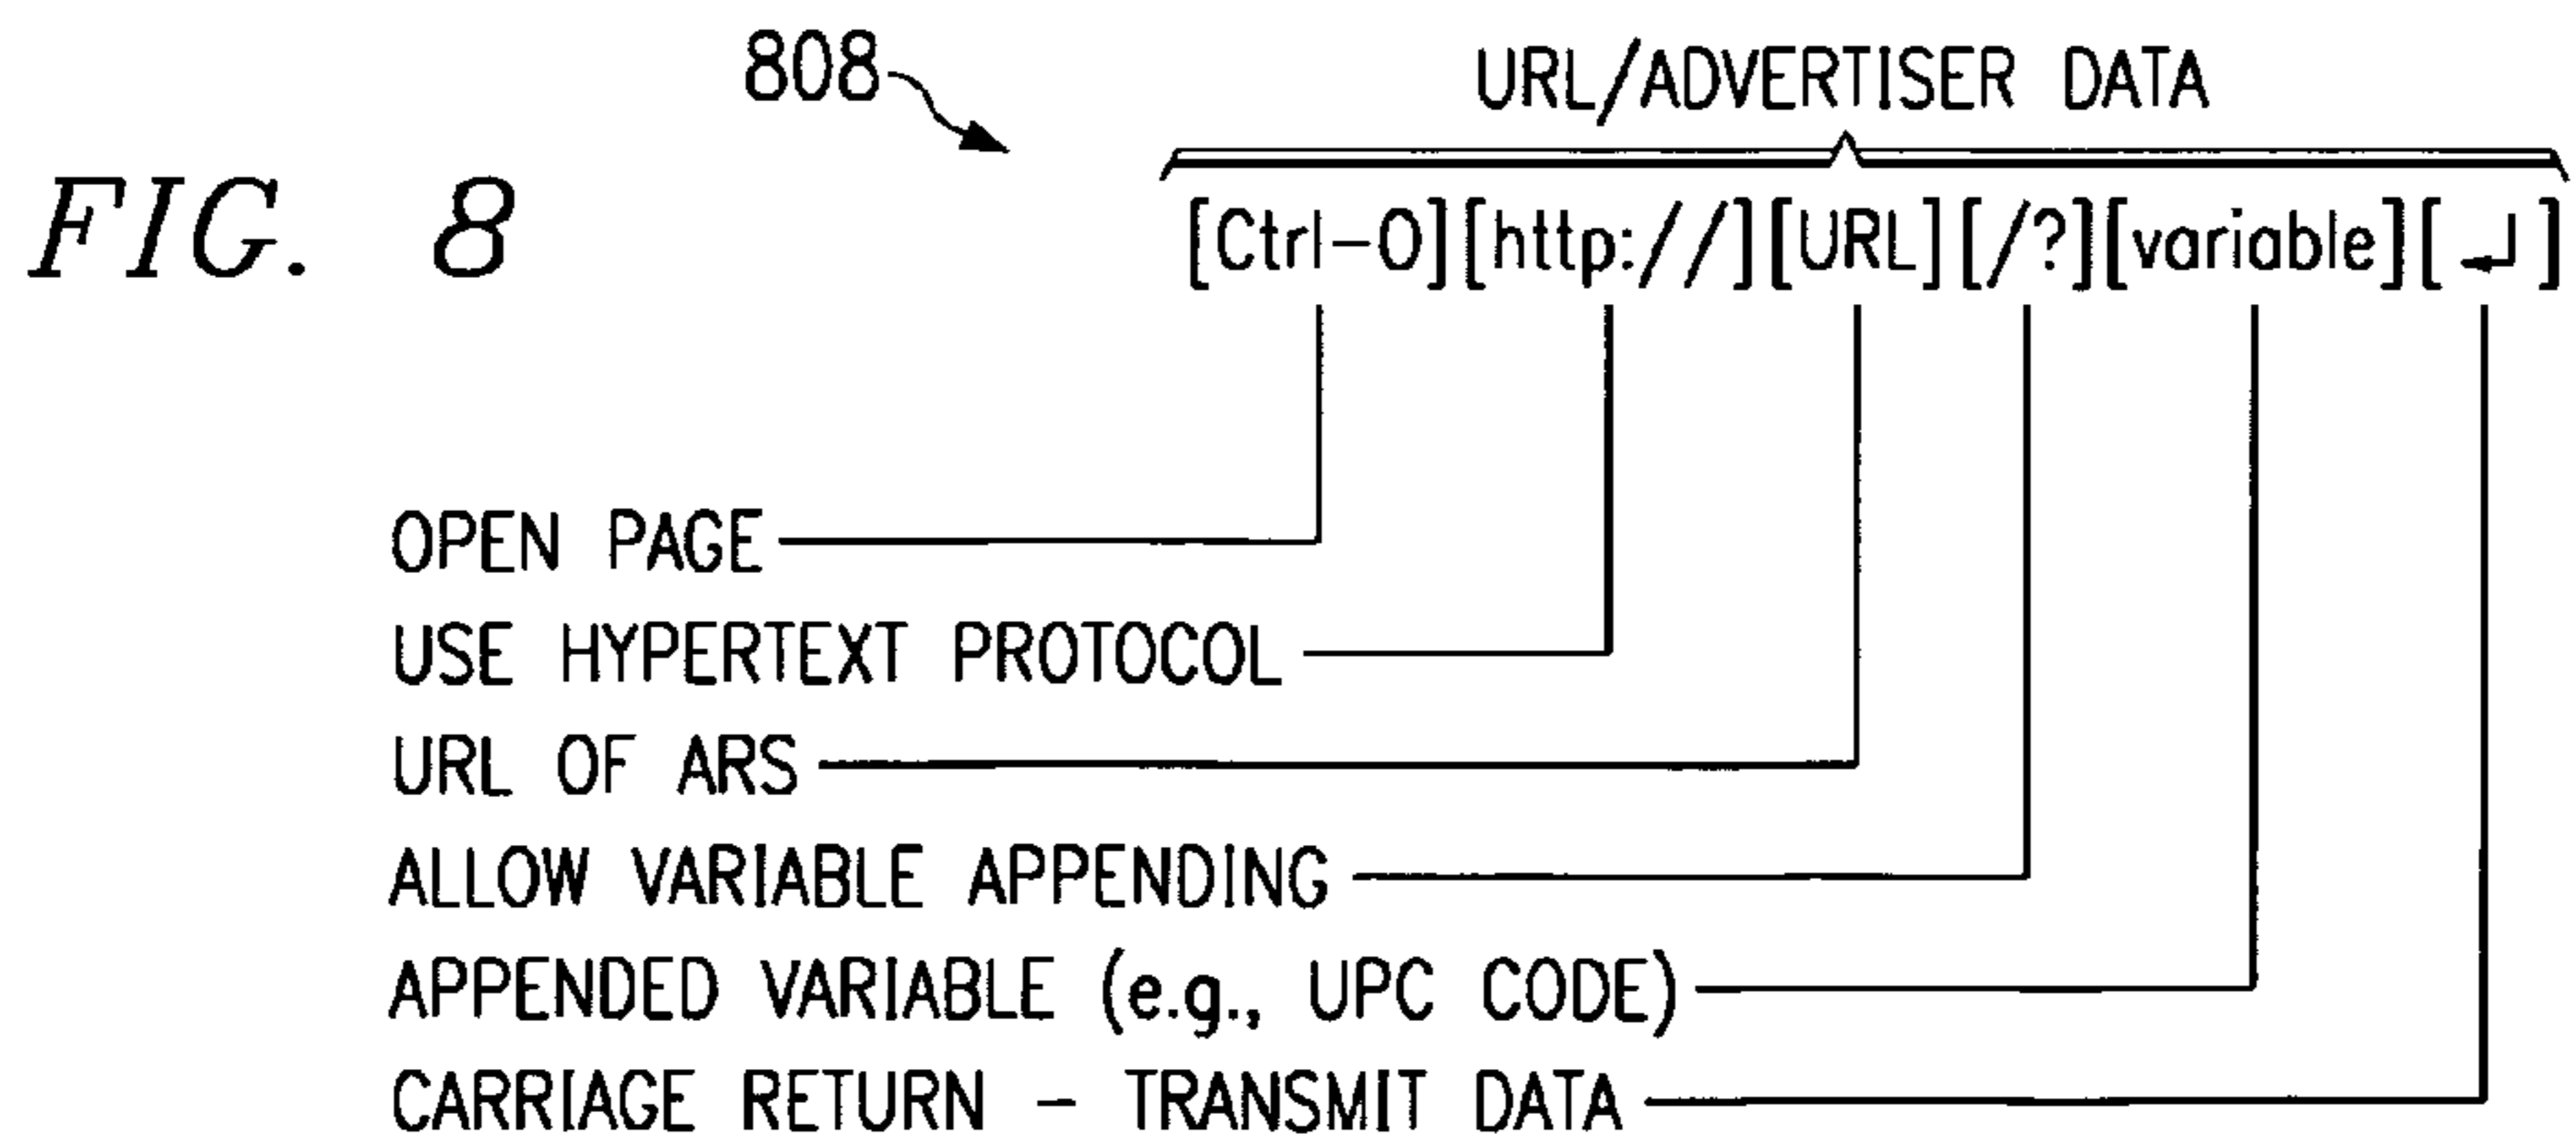 808
URL/ADVERTISER DATA
FIG. 8
[Ctrl-O][http://][URL][/?][variable][↵]
OPEN PAGE
USE HYPERTEXT PROTOCOL
URL OF ARS
ALLOW VARIABLE APPENDING
APPENDED VARIABLE (e.g., UPC CODE)
CARRIAGE RETURN - TRANSMIT DATA